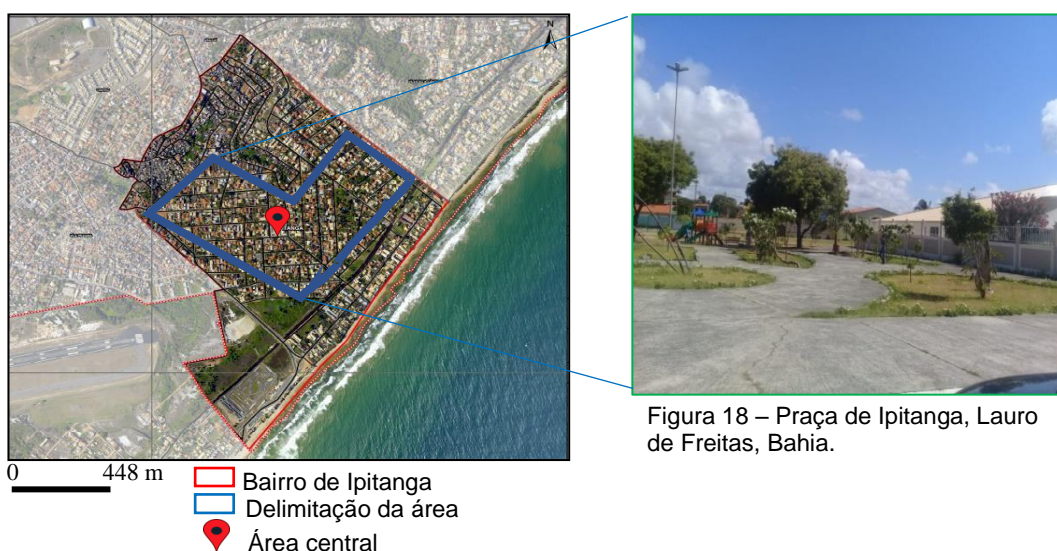 N
Figura 18 – Praça de Ipitanga, Lauro
de Freitas, Bahia.
0 448 m
Bairro de Ipitanga
Delimitação da área
Área central